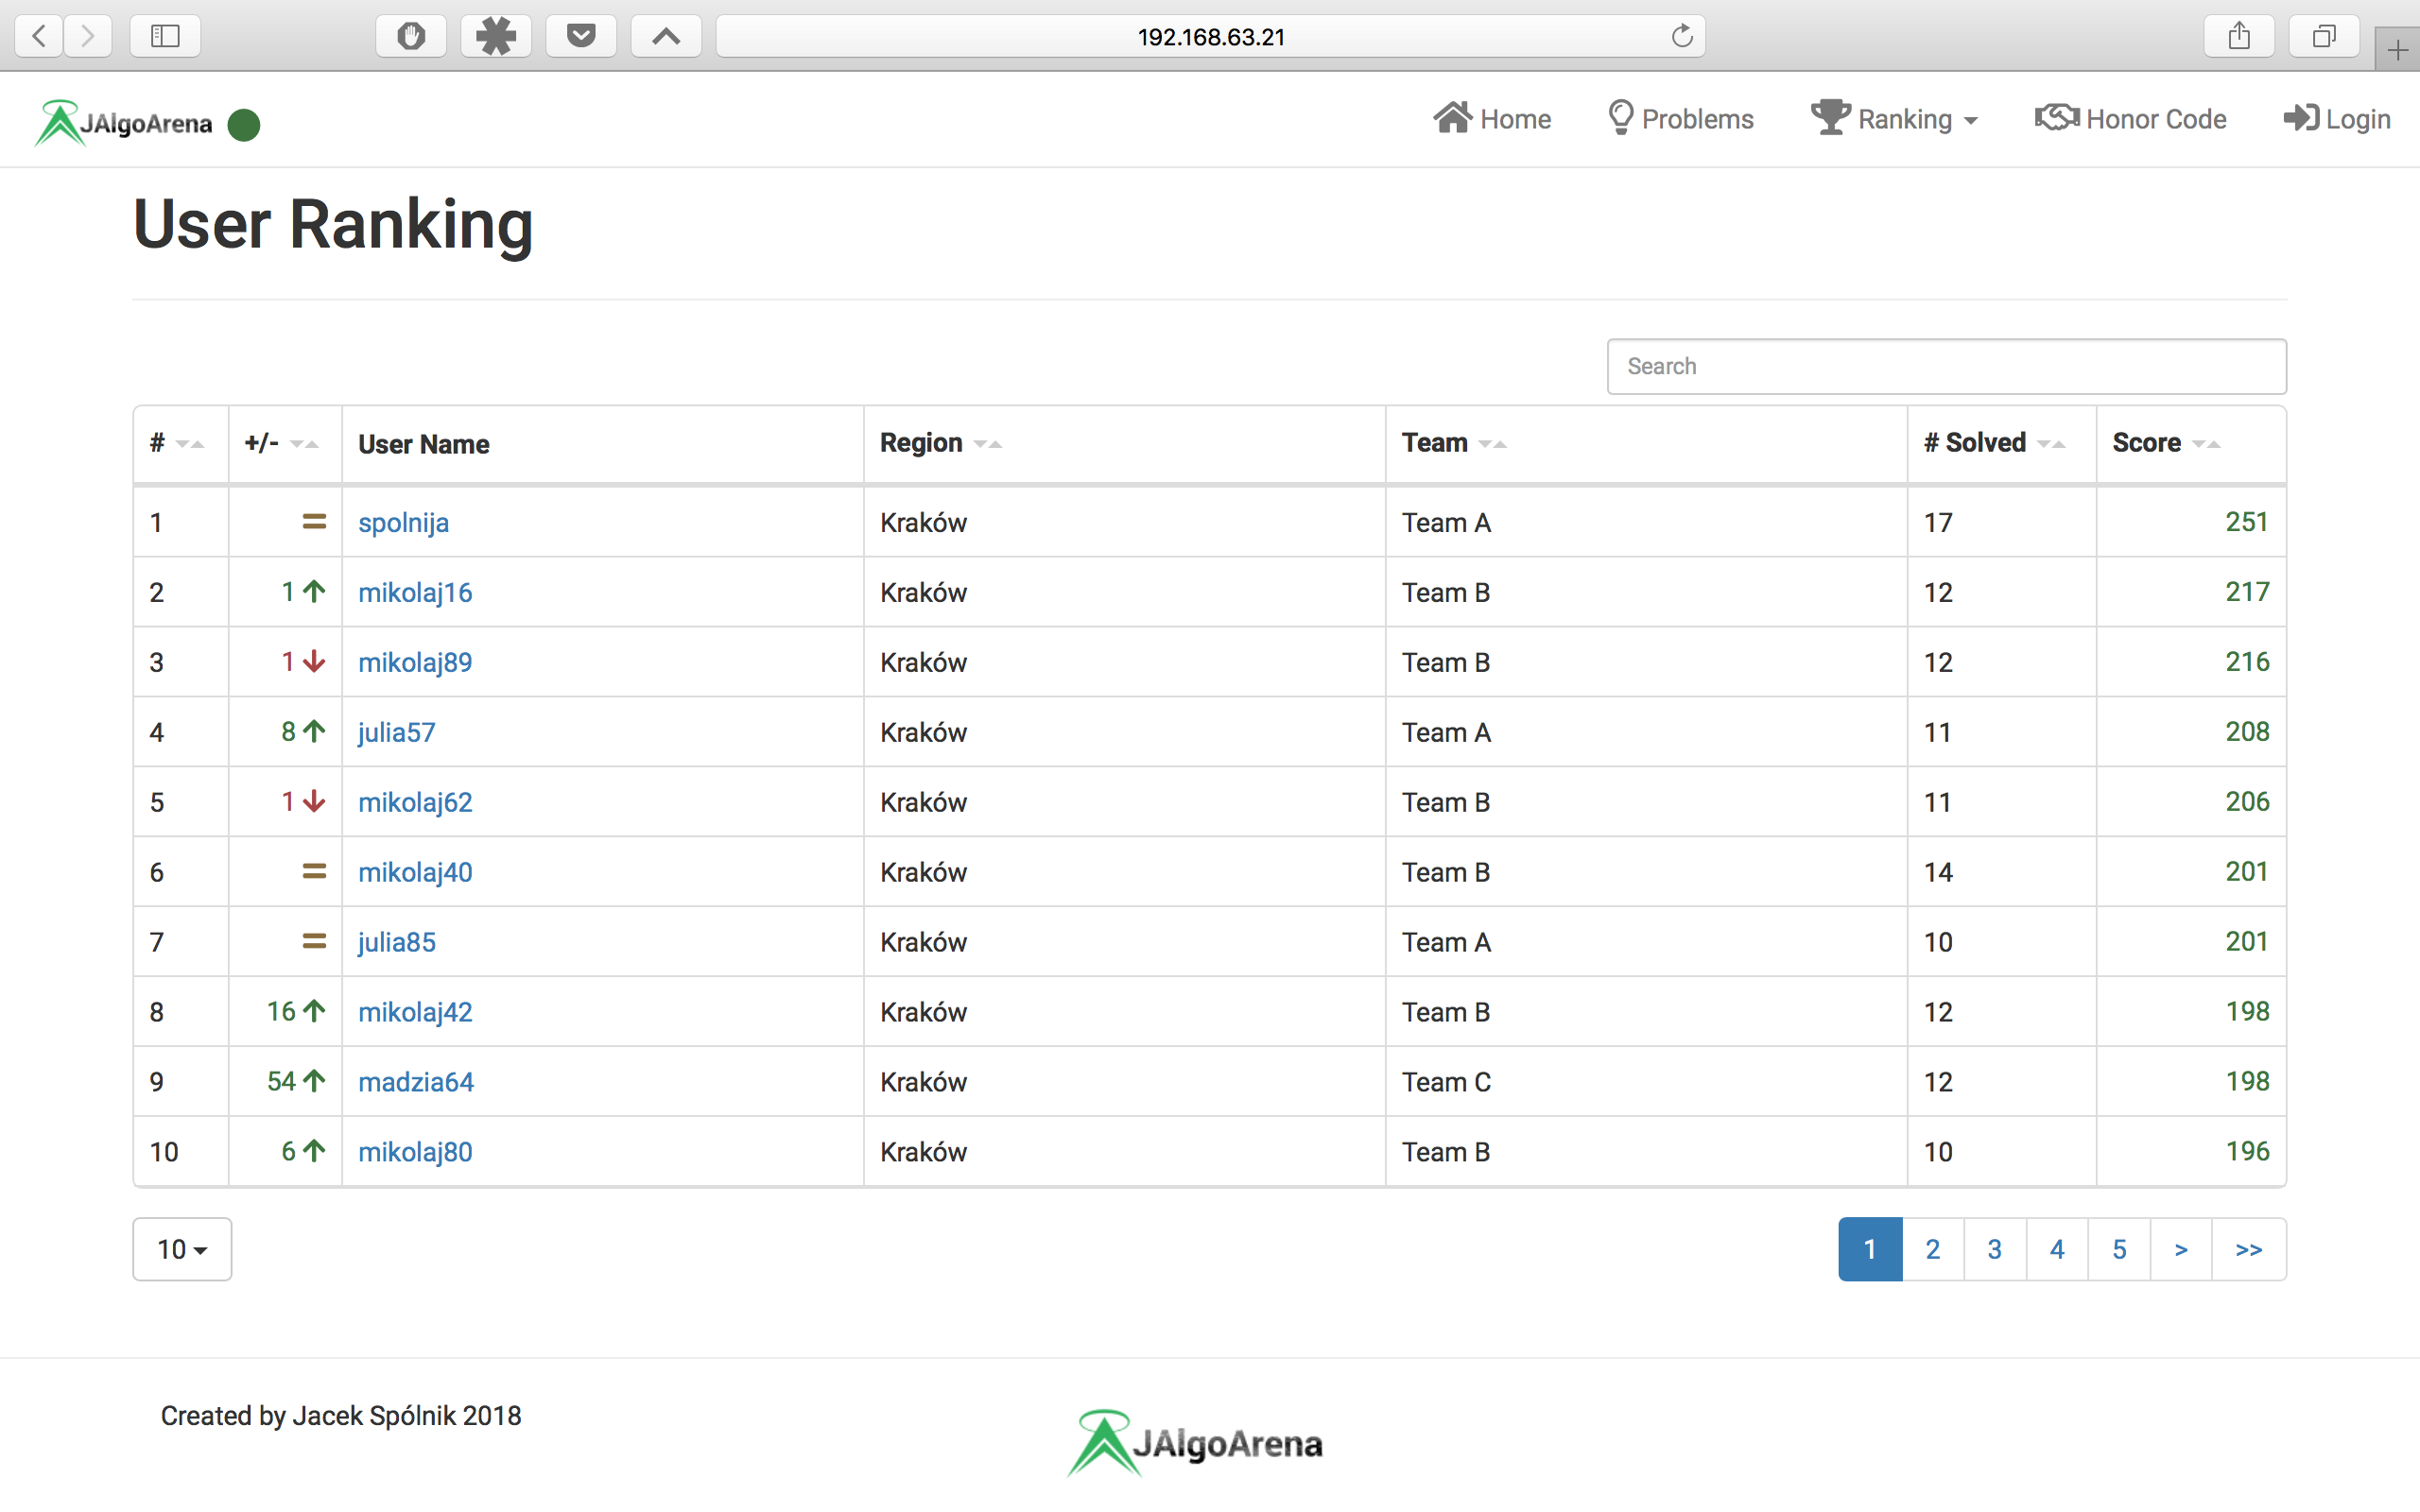 192.168.63.21
JAlgoArena Home Problems Ranking Honor Code Login
User Ranking
Search
# +/- User Name Region Team # Solved Score
1 = spolnija Kraków Team A 17 251
2 1 ↑ mikolaj16 Kraków Team B 12 217
3 1 ↓ mikolaj89 Kraków Team B 12 216
4 8 ↑ julia57 Kraków Team A 11 208
5 1 ↓ mikolaj62 Kraków Team B 11 206
6 = mikolaj40 Kraków Team B 14 201
7 = julia85 Kraków Team A 10 201
8 16 ↑ mikolaj42 Kraków Team B 12 198
9 54 ↑ madzia64 Kraków Team C 12 198
10 6 ↑ mikolaj80 Kraków Team B 10 196
10 1 2 3 4 5 > >>
Created by Jacek Spólnik 2018
JAlgoArena